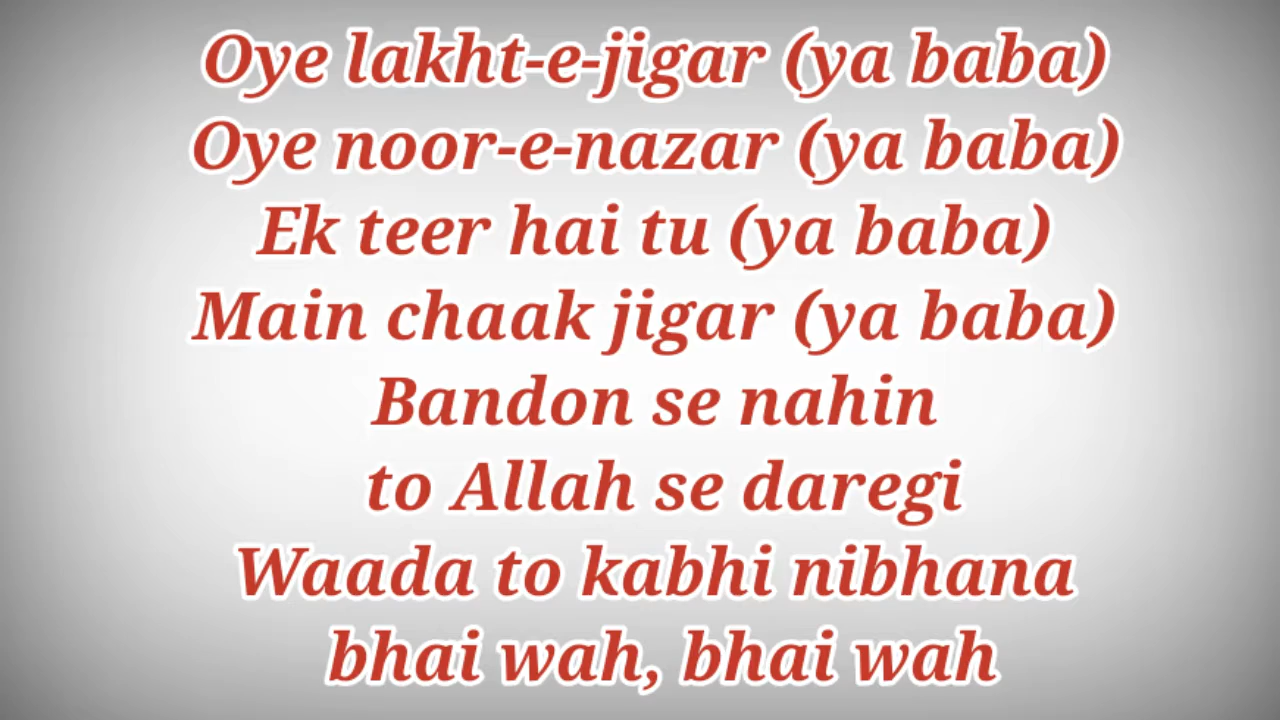 Oye lakht-e-jigar (ya baba)
Oye noor-e-nazar (ya baba)
Ek teer hai tu (ya baba)
Main chaak jigar (ya baba)
Bandon se nahin
to Allah se daregi
Waada to kabhi nibhana
bhai wah, bhai wah